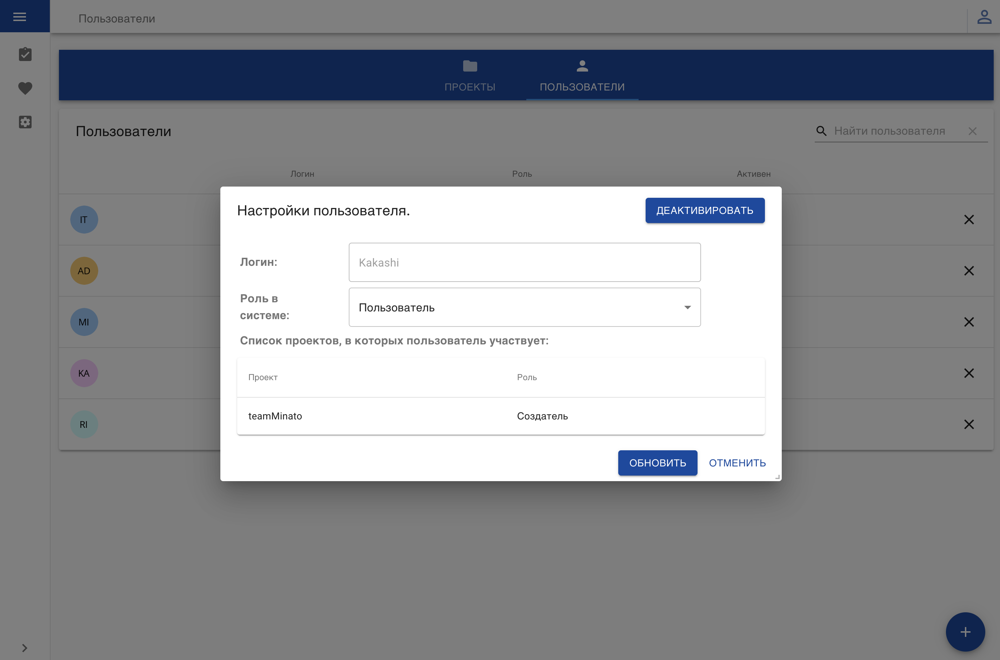 Пользователи
ПРОЕКТЫ
ПОЛЬЗОВАТЕЛИ
Пользователи
Найти пользователя
Логин
Роль
Активен
IT
AD
MI
KA
RI
Настройки пользователя.
ДЕАКТИВИРОВАТЬ
Логин:
Kakashi
Роль в
системе:
Пользователь
Список проектов, в которых пользователь участвует:
Проект
Роль
teamMinato
Создатель
ОБНОВИТЬ
ОТМЕНИТЬ